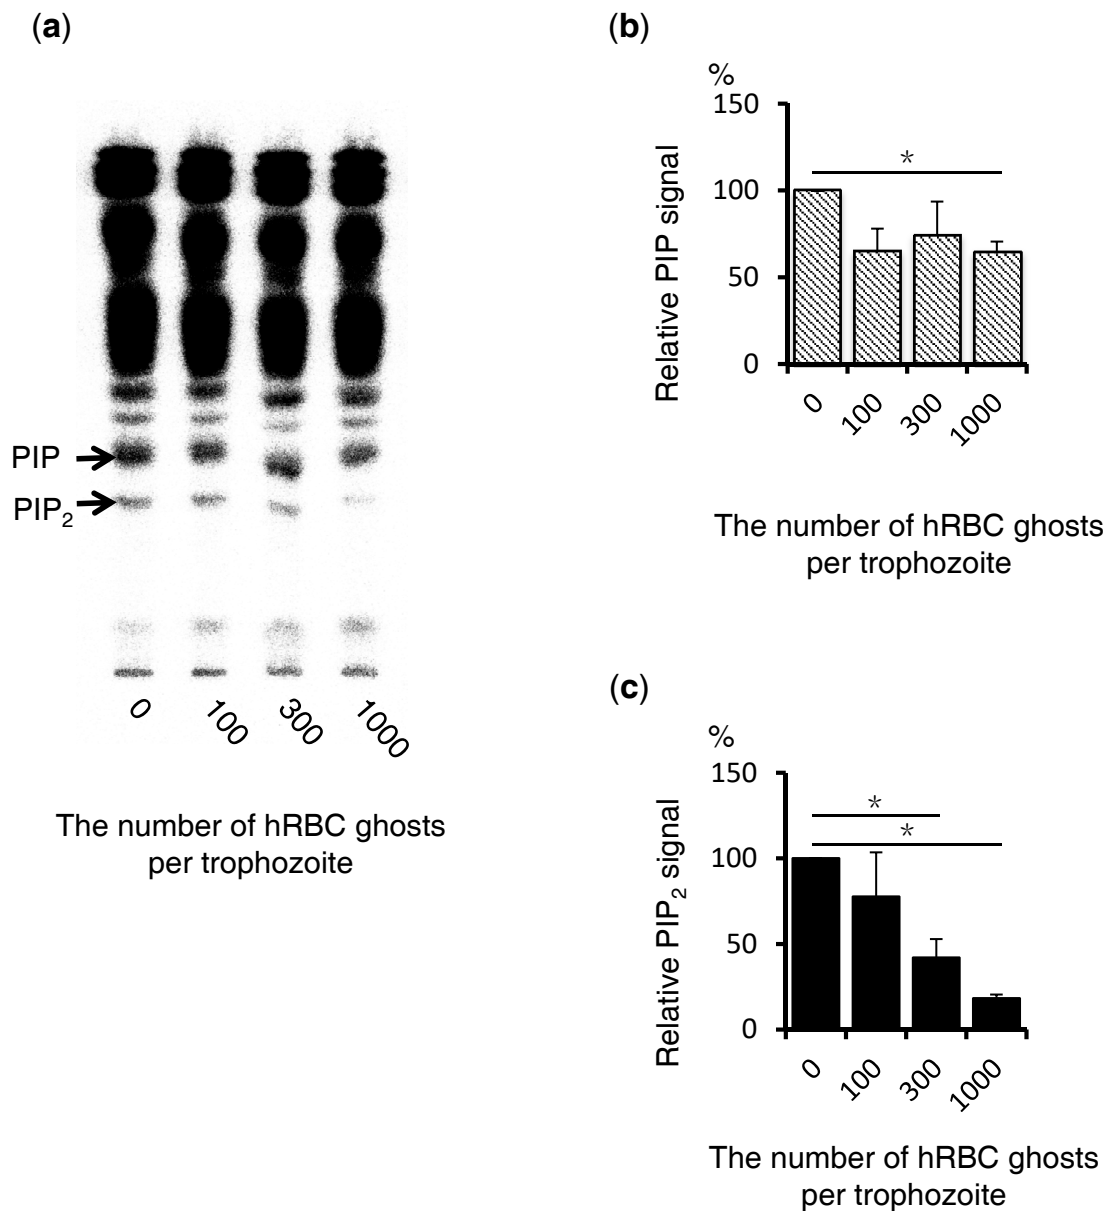 (a)
PIP
PIP2
0
100
300
1000
The number of hRBC ghosts
per trophozoite
(b)
%
Relative PIP signal
150
100
50
0
*
0
100
300
1000
The number of hRBC ghosts
per trophozoite
(c)
%
Relative PIP2 signal
150
100
50
0
*
*
0
100
300
1000
The number of hRBC ghosts
per trophozoite